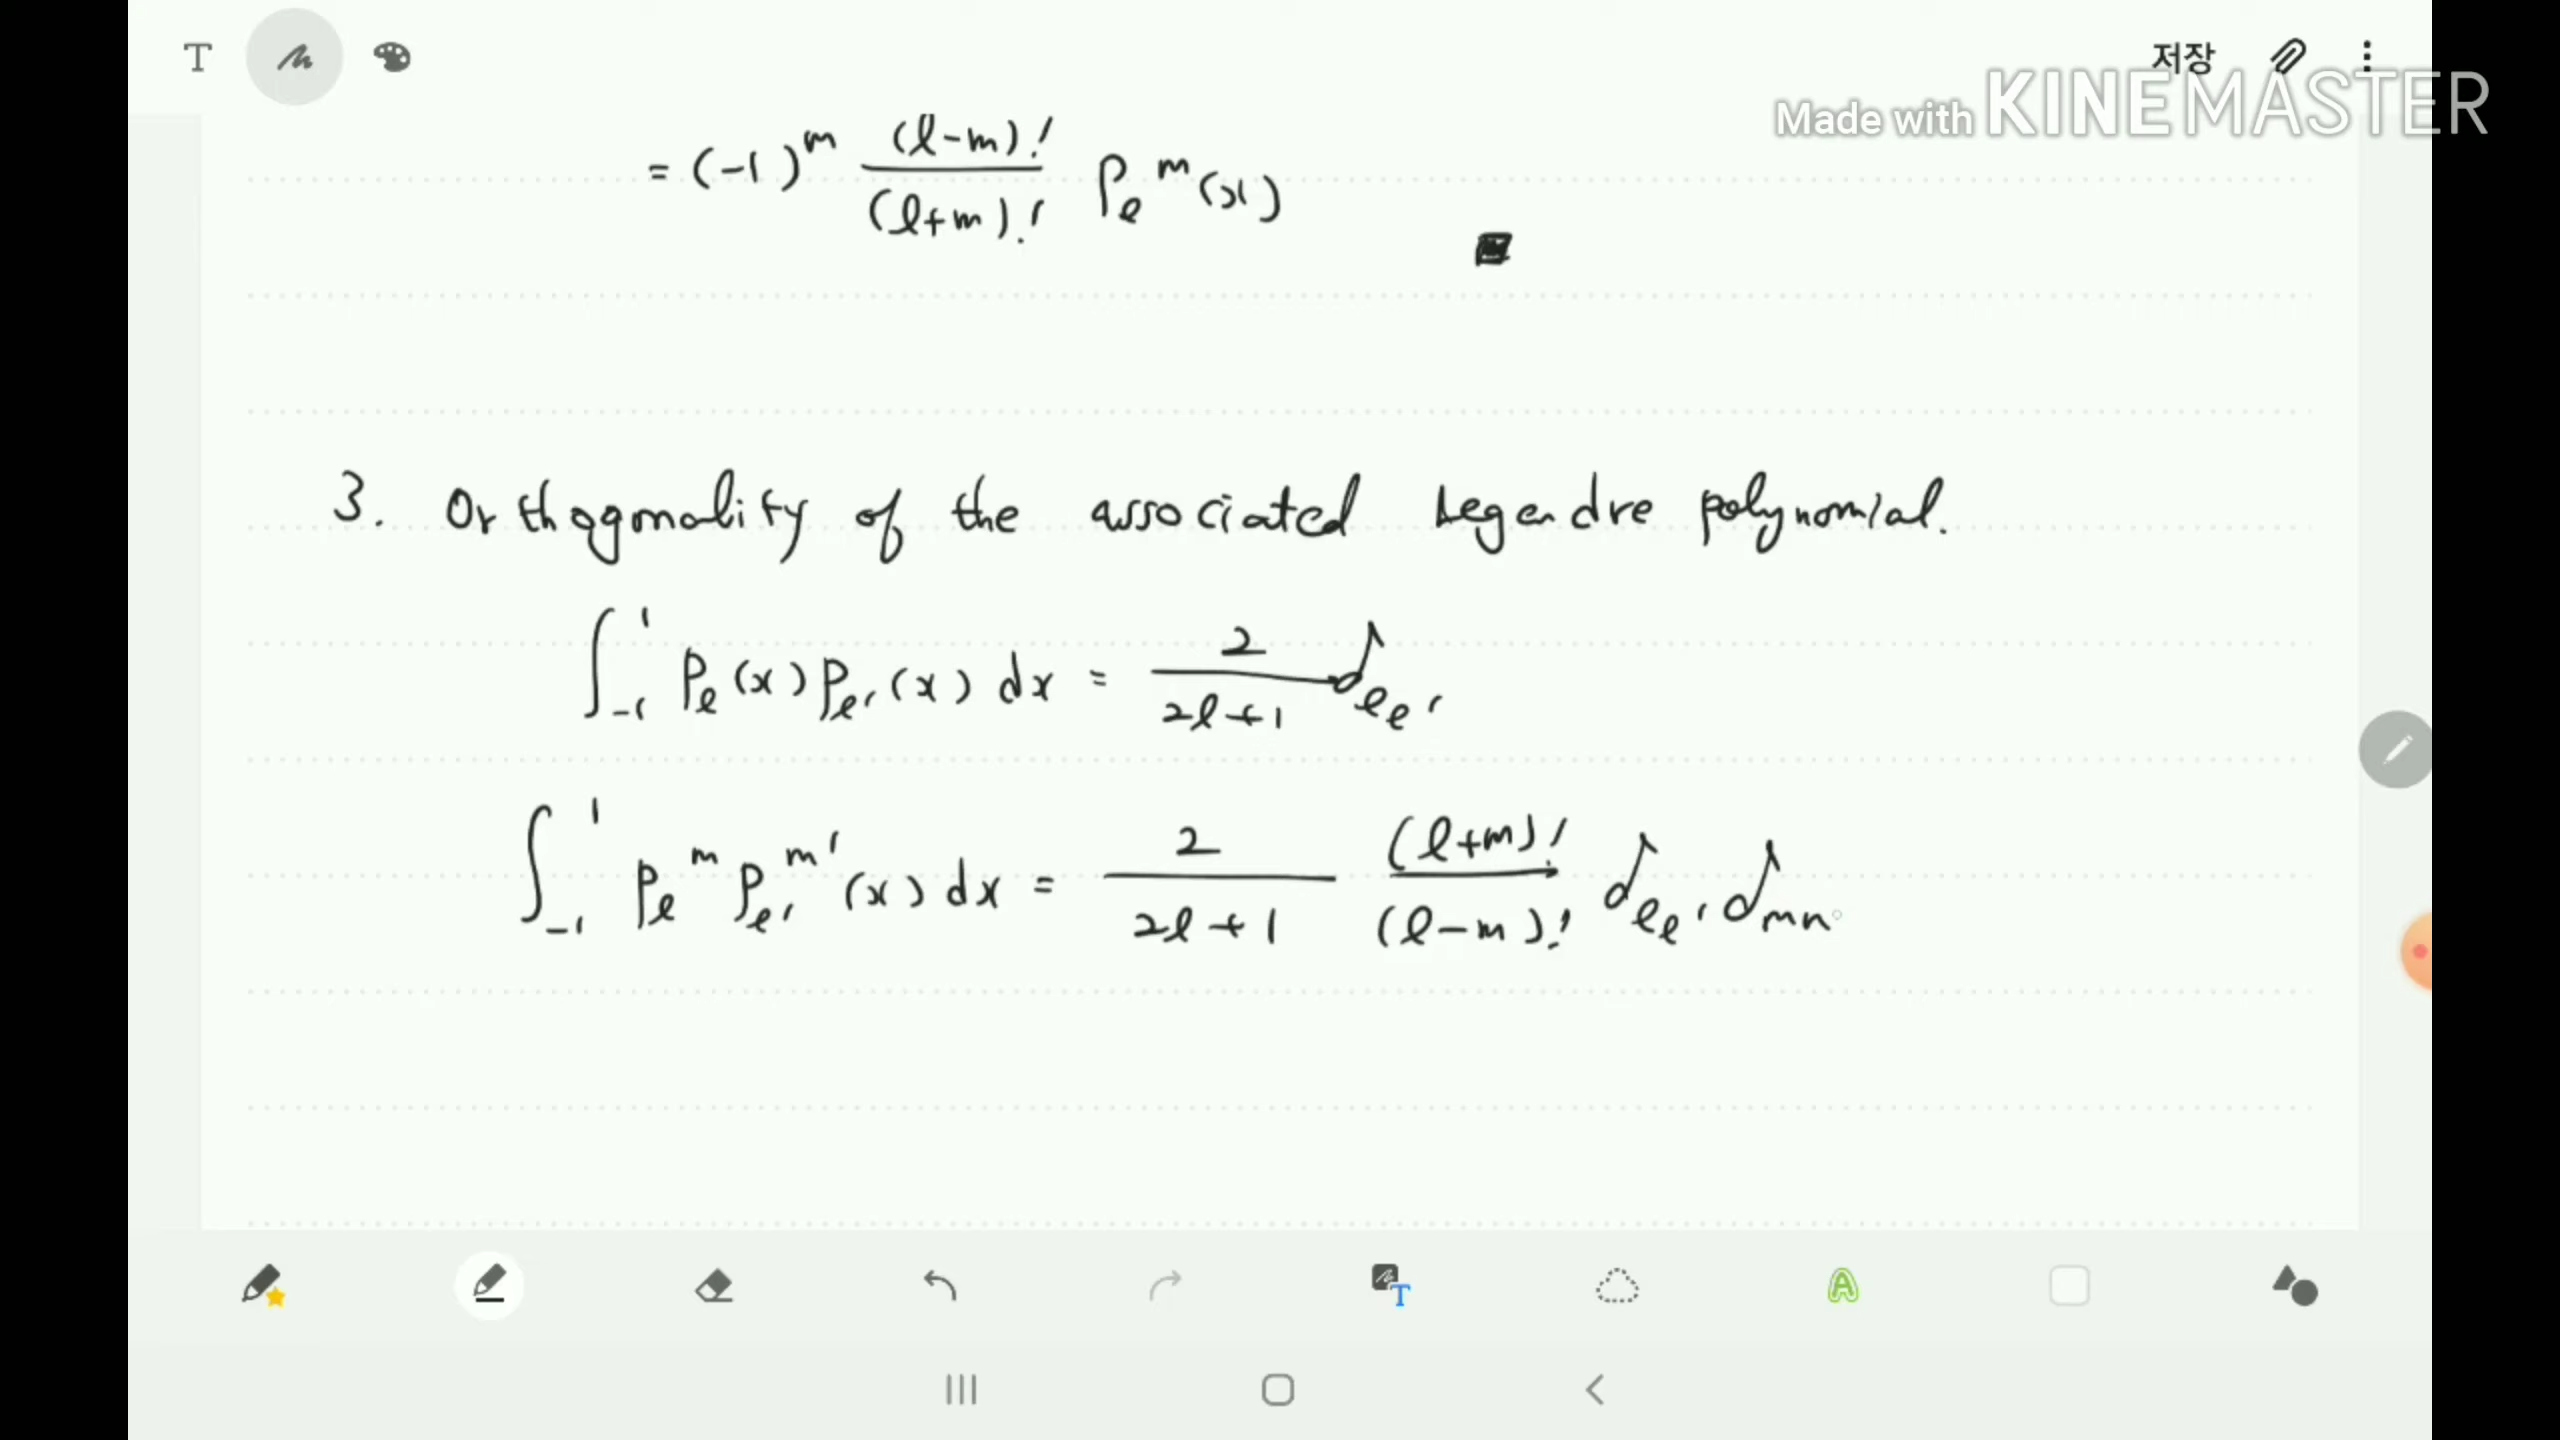 T
저장
Made with KINEMASTER
= (-1)^m (l-m)! / (l+m)! P_l^m(x)
3. Orthogonality of the associated Legendre polynomial.
∫_{-1}^{1} P_l(x) P_{l'}(x) dx = 2 / (2l+1) δ_{ll'}
∫_{-1}^{1} P_l^m P_{l'}^{m'}(x) dx = 2 / (2l+1) (l+m)! / (l-m)! δ_{ll'} δ_{mn}
T
A